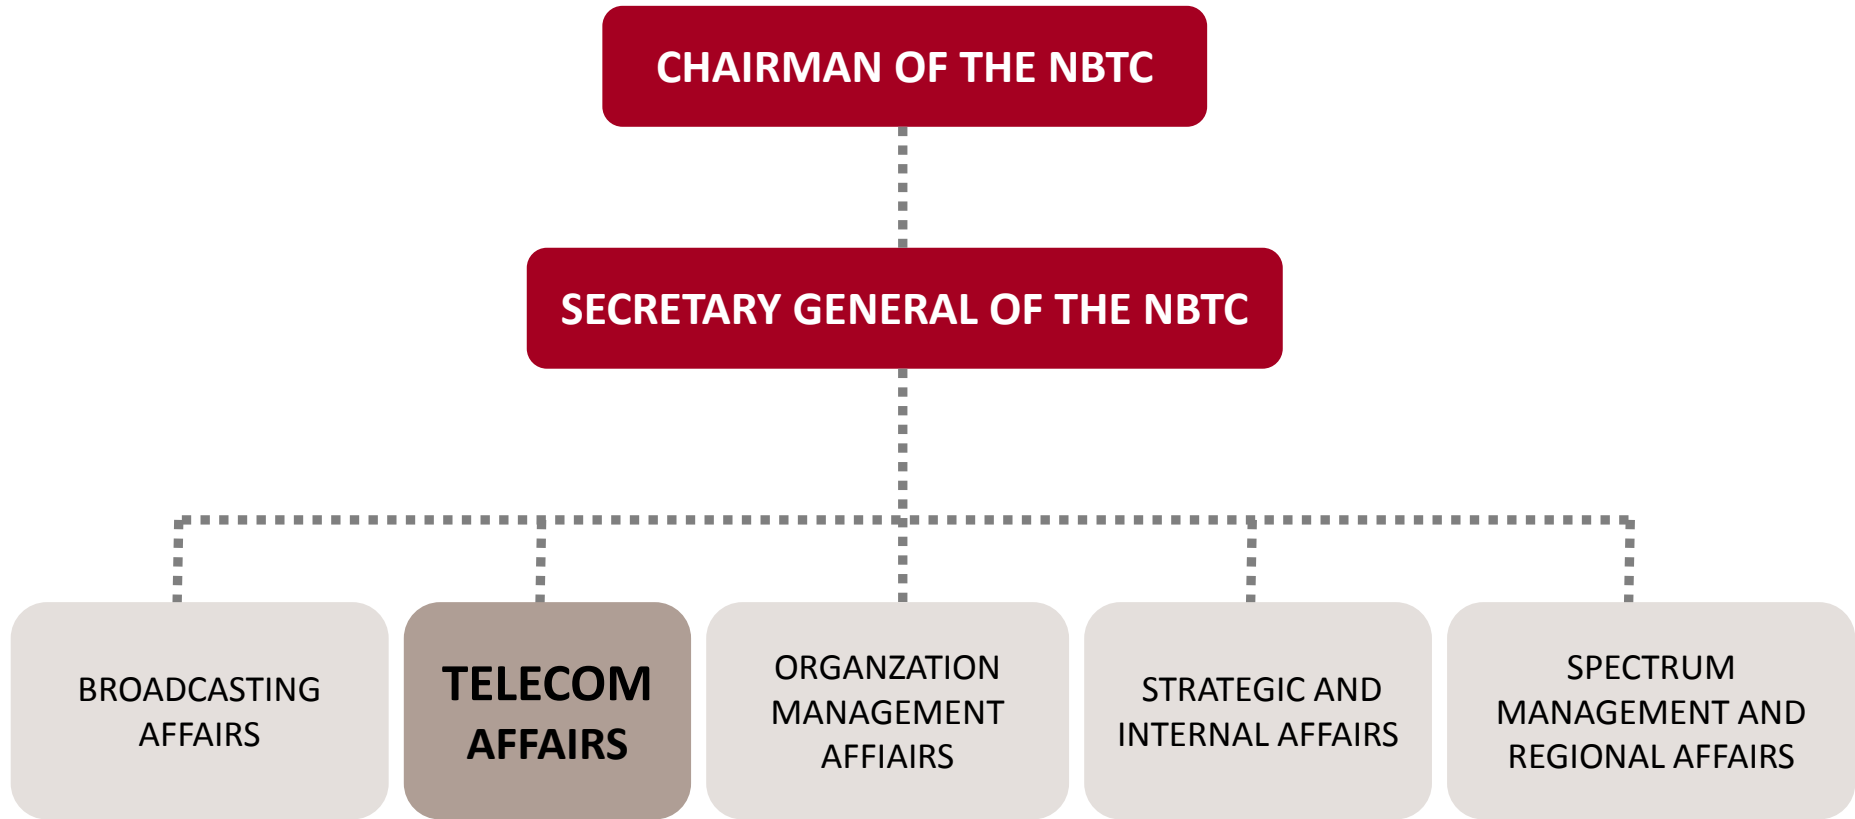 CHAIRMAN OF THE NBTC
SECRETARY GENERAL OF THE NBTC
BROADCASTING
AFFAIRS
TELECOM
AFFAIRS
ORGANZATION
MANAGEMENT
AFFIAIRS
STRATEGIC AND
INTERNAL AFFAIRS
SPECTRUM
MANAGEMENT AND
REGIONAL AFFAIRS